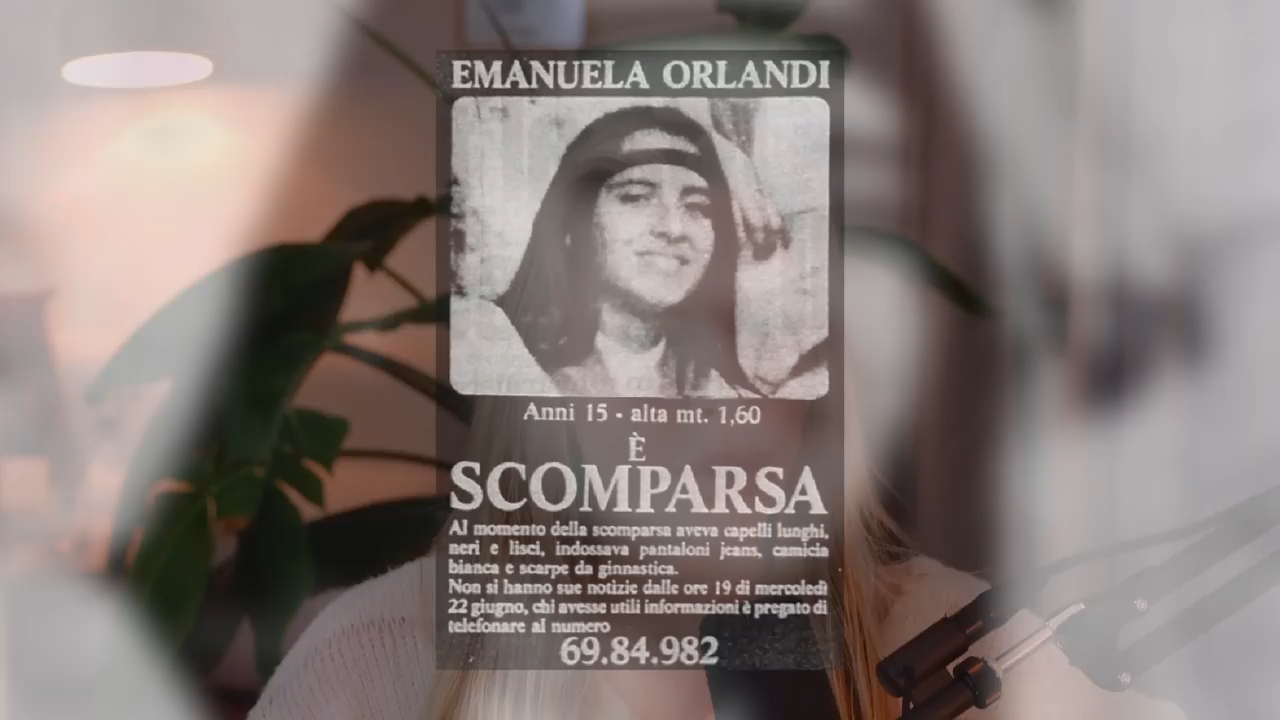 EMANUELA ORLANDI
Anni 15 - alta mt. 1,60
È
SCOMPARSA
Al momento della scomparsa aveva capelli lunghi,
neri e lisci, indossava pantaloni jeans, camicia
bianca e scarpe da ginnastica.
Non si hanno sue notizie dalle ore 19 di mercoledì
22 giugno, chi avesse utili informazioni è pregato di
telefonare al numero
69.84.982